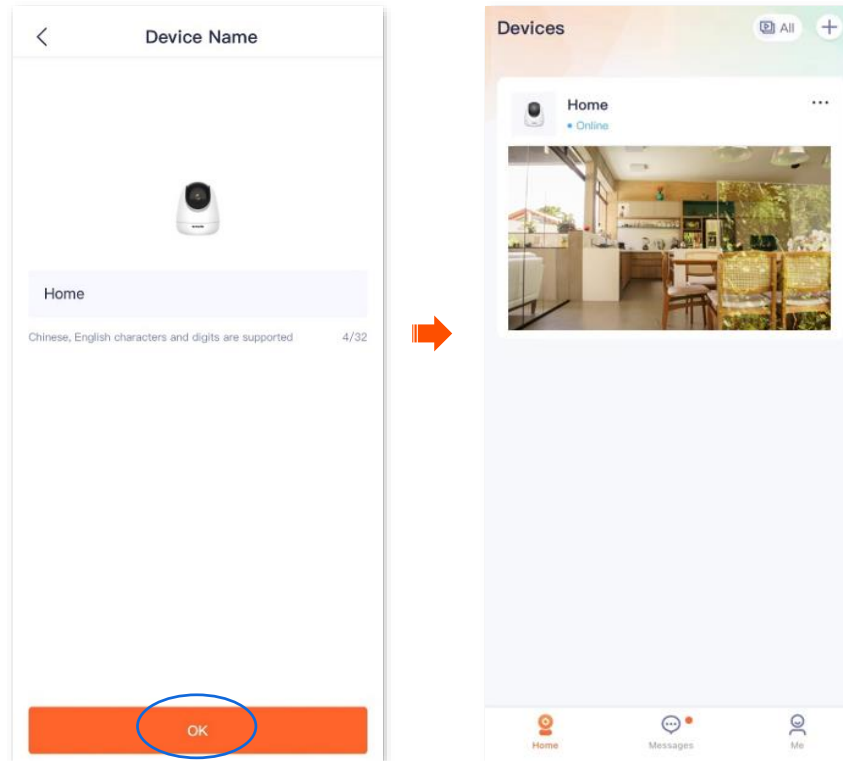 Device Name
Home
Chinese, English characters and digits are supported 4/32
OK
Devices
All
Home
Online
Home
Messages
Me